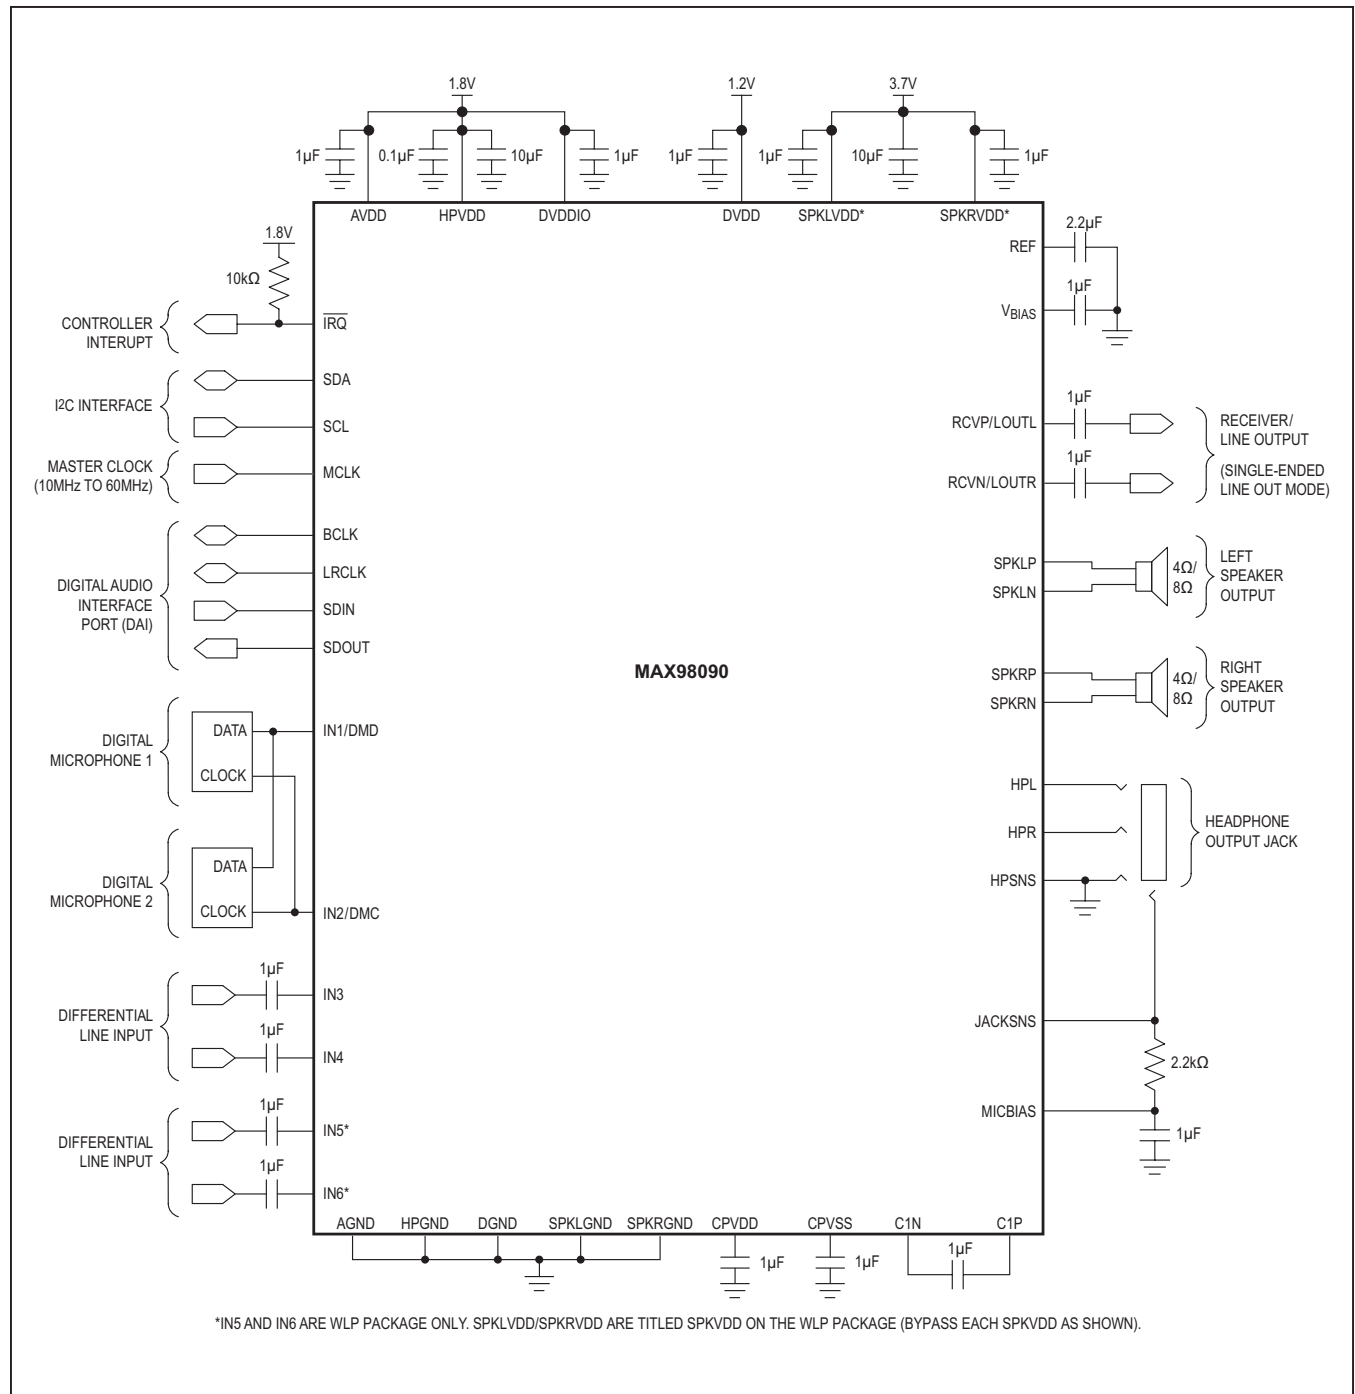 1.8V
1.2V
3.7V
1µF
0.1µF
10µF
1µF
1µF
1µF
10µF
1µF
AVDD
HPVDD
DVDDIO
DVDD
SPKLVDD*
SPKRVDD*
1.8V
10kΩ
CONTROLLER
INTERUPT
IRQ
I2C INTERFACE
SDA
SCL
MASTER CLOCK
(10MHz TO 60MHz)
MCLK
DIGITAL AUDIO
INTERFACE
PORT (DAI)
BCLK
LRCLK
SDIN
SDOUT
DIGITAL
MICROPHONE 1
DATA
CLOCK
IN1/DMD
DIGITAL
MICROPHONE 2
DATA
CLOCK
IN2/DMC
DIFFERENTIAL
LINE INPUT
1µF
IN3
1µF
IN4
DIFFERENTIAL
LINE INPUT
1µF
IN5*
1µF
IN6*
MAX98090
REF
2.2µF
VBIAS
1µF
RCVP/LOUTL
1µF
RCVN/LOUTR
1µF
RECEIVER/
LINE OUTPUT
(SINGLE-ENDED
LINE OUT MODE)
SPKLP
SPKLN
4Ω/
8Ω
LEFT
SPEAKER
OUTPUT
SPKRP
SPKRN
4Ω/
8Ω
RIGHT
SPEAKER
OUTPUT
HPL
HPR
HPSNS
HEADPHONE
OUTPUT JACK
JACKSNS
2.2kΩ
MICBIAS
1µF
AGND
HPGND
DGND
SPKLGND
SPKRGND
CPVDD
CPVSS
C1N
C1P
1µF
1µF
1µF
*IN5 AND IN6 ARE WLP PACKAGE ONLY. SPKLVDD/SPKRVDD ARE TITLED SPKVDD ON THE WLP PACKAGE (BYPASS EACH SPKVDD AS SHOWN).